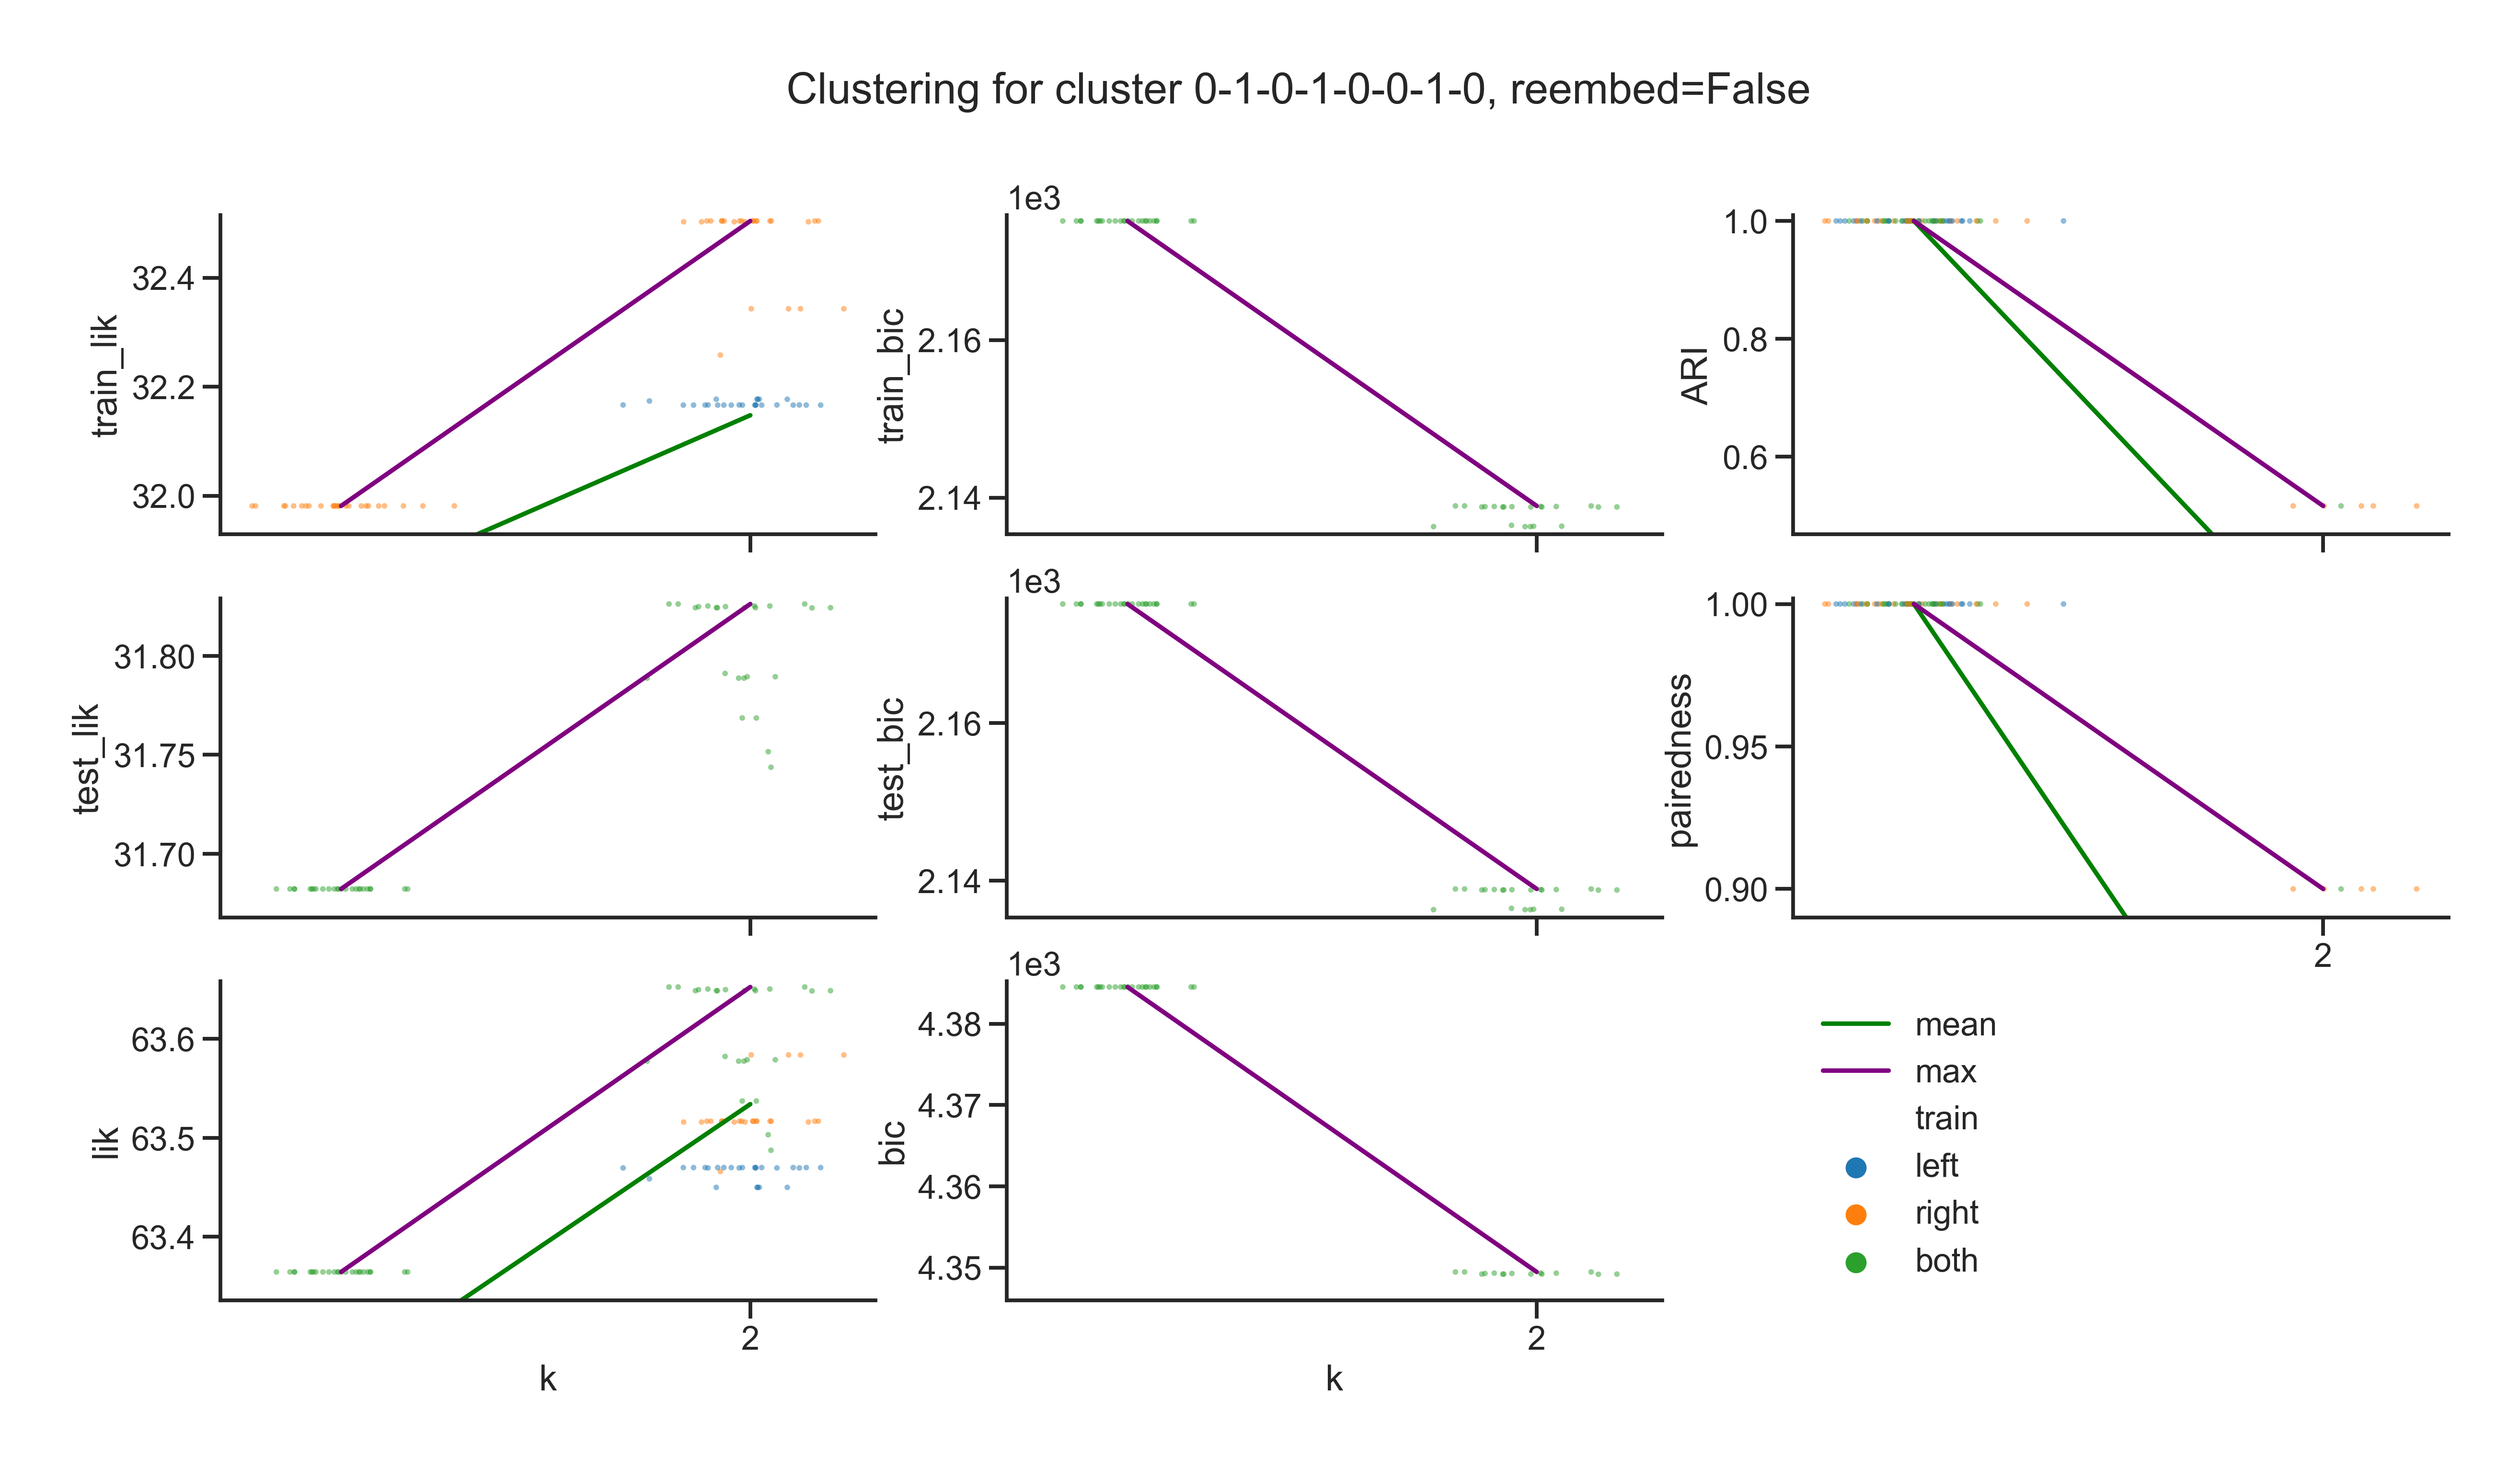 Clustering for cluster 0-1-0-1-0-0-1-0, reembed=False
train_lik
32.4
32.2
32.0
1e3
train_bic
2.16
2.14
ARI
1.0
0.8
0.6
test_lik
31.80
31.75
31.70
1e3
test_bic
2.16
2.14
pairedness
1.00
0.95
0.90
2
lik
63.6
63.5
63.4
2
k
1e3
bic
4.38
4.37
4.36
4.35
2
k
mean
max
train
left
right
both